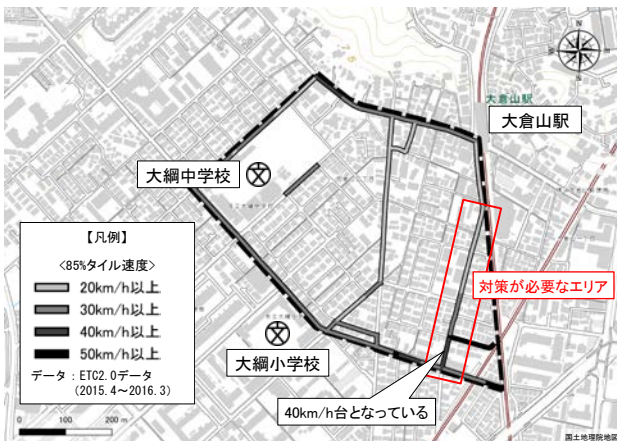 大倉山駅
大倉山駅
大綱中学校
【凡例】
<85%タイル速度>
20km/h以上
30km/h以上
40km/h以上
50km/h以上
データ : ETC2.0データ
(2015.4~2016.3)
対策が必要なエリア
大綱小学校
40km/h台となっている
0 100 200 m
国土地理院地図